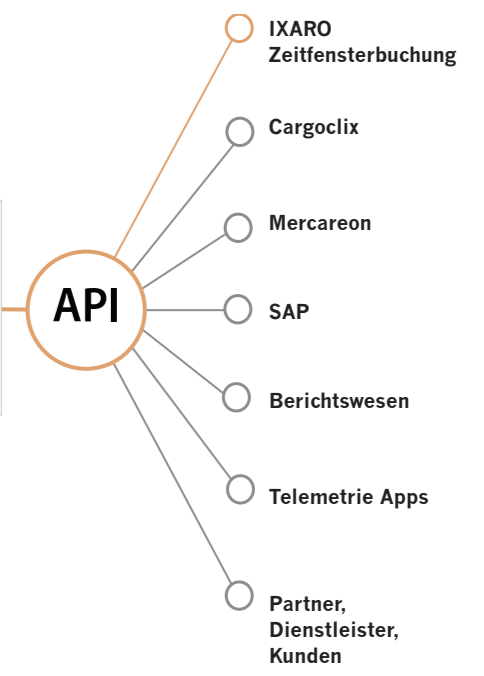 IXARO
Zeitfensterbuchung
Cargoclix
Mercareon
API
SAP
Berichtswesen
Telemetrie Apps
Partner,
Dienstleister,
Kunden